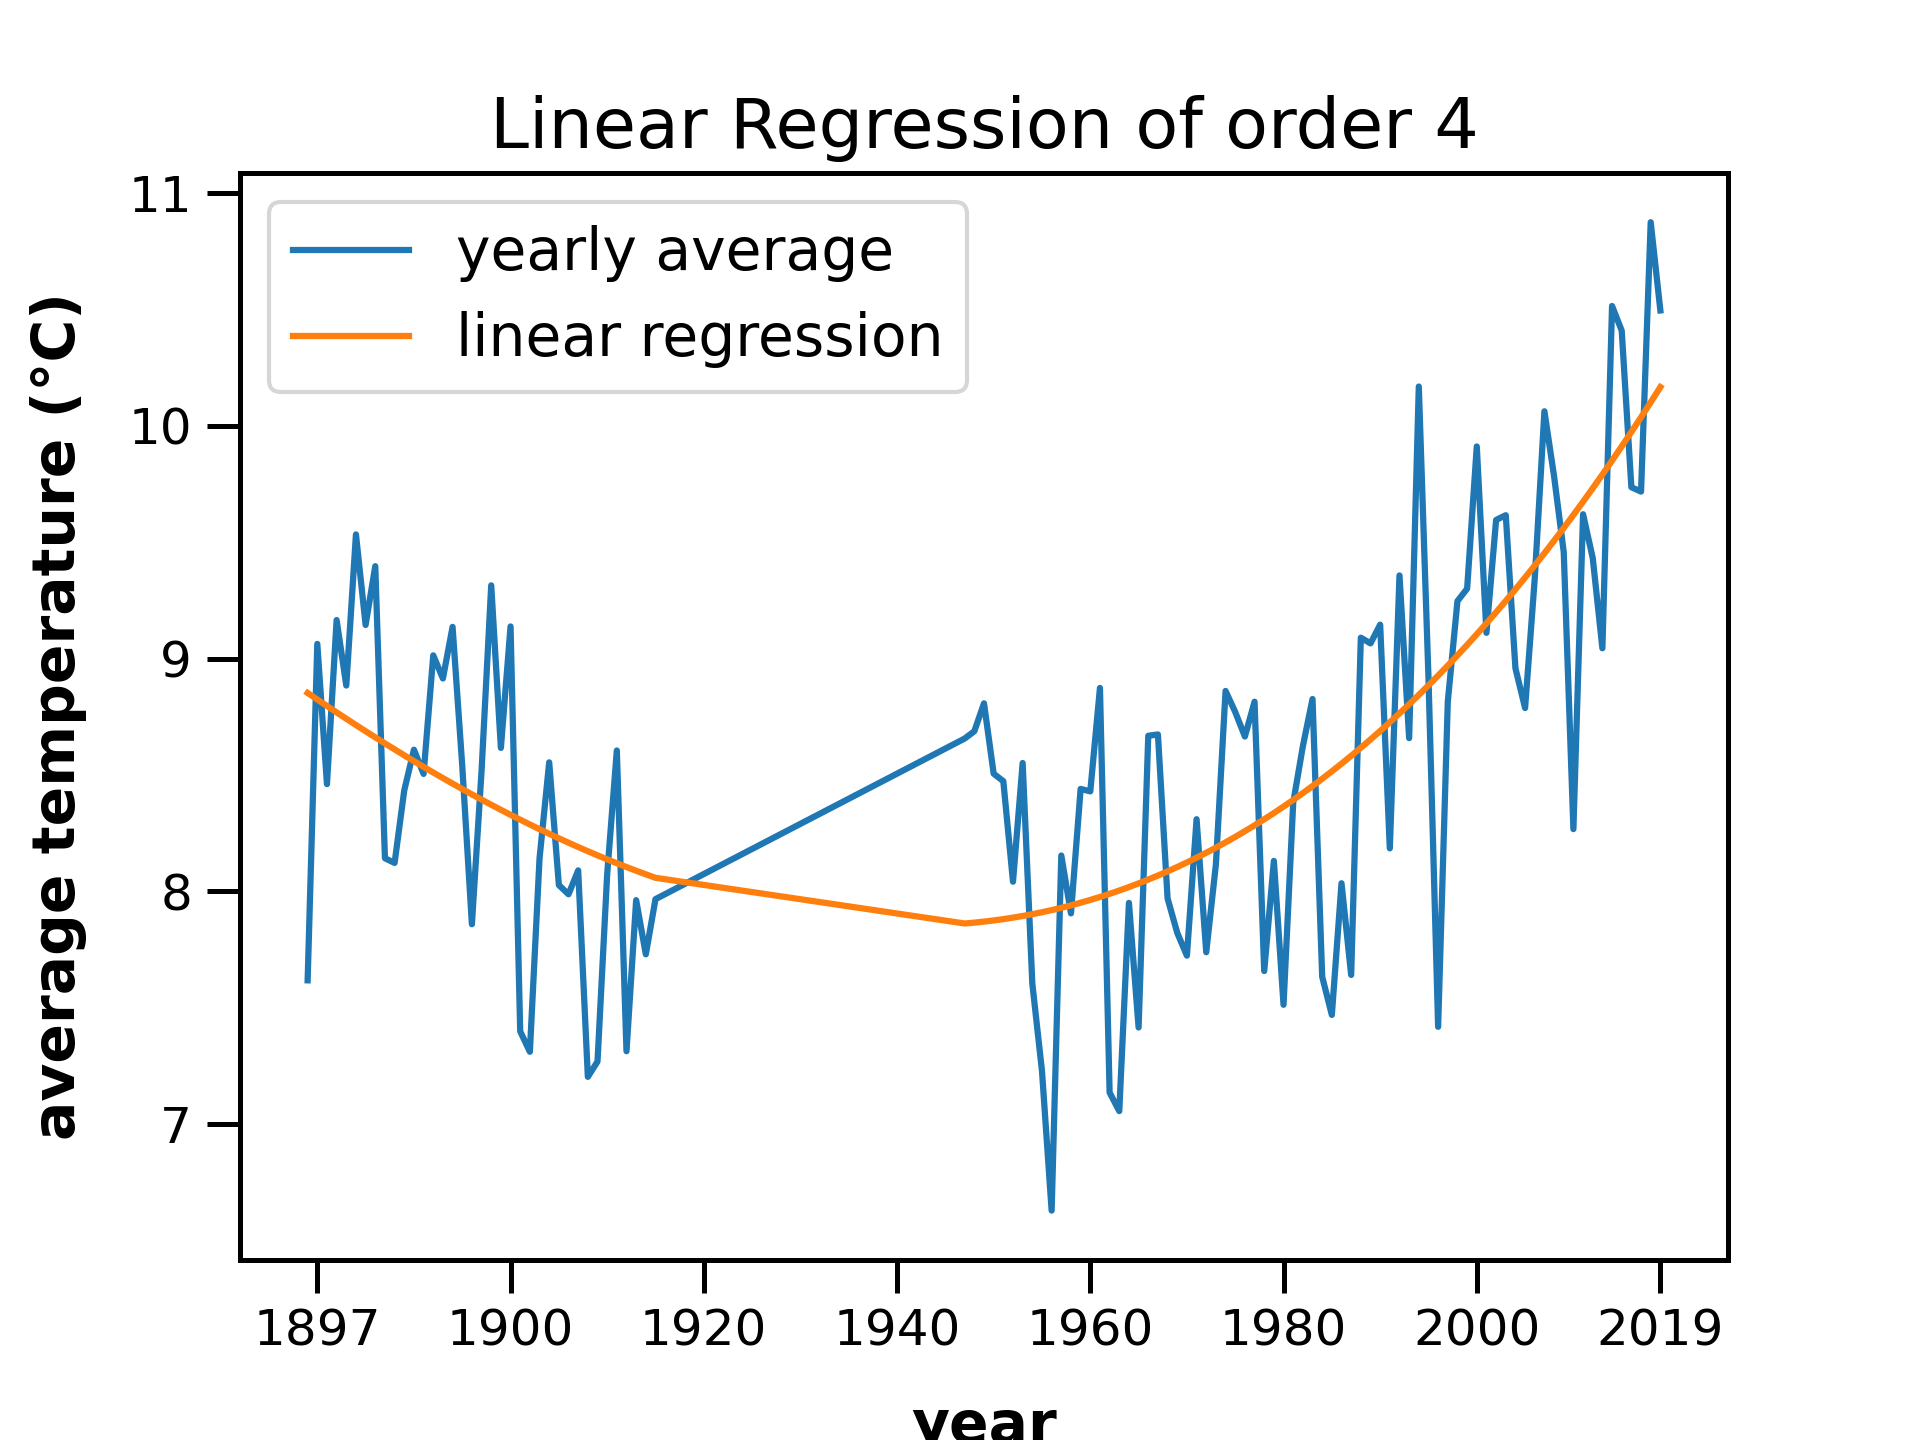 Linear Regression of order 4
yearly average
linear regression
average temperature (°C)
11
10
9
8
7
1897 1900 1920 1940 1960 1980 2000 2019
year